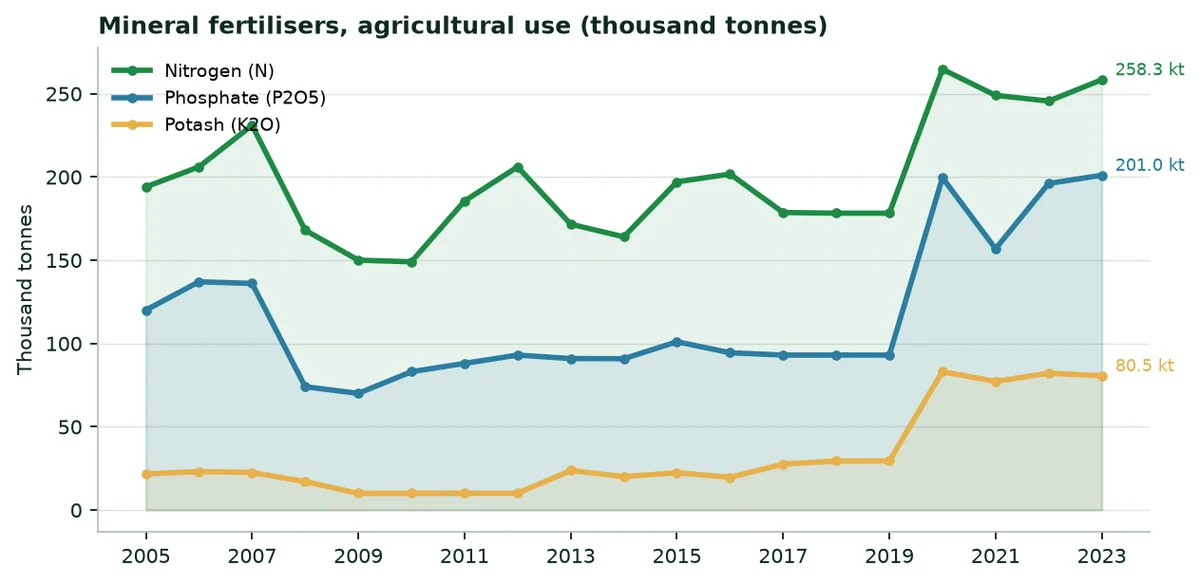 Mineral fertilisers, agricultural use (thousand tonnes)
Nitrogen (N)
Phosphate (P2O5)
Potash (K2O)
258.3 kt
201.0 kt
80.5 kt
Thousand tonnes
250
200
150
100
50
0
2005 2007 2009 2011 2013 2015 2017 2019 2021 2023